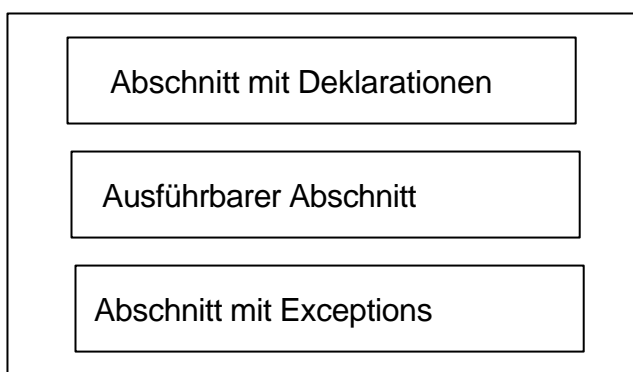 Abschnitt mit Deklarationen
Ausführbarer Abschnitt
Abschnitt mit Exceptions